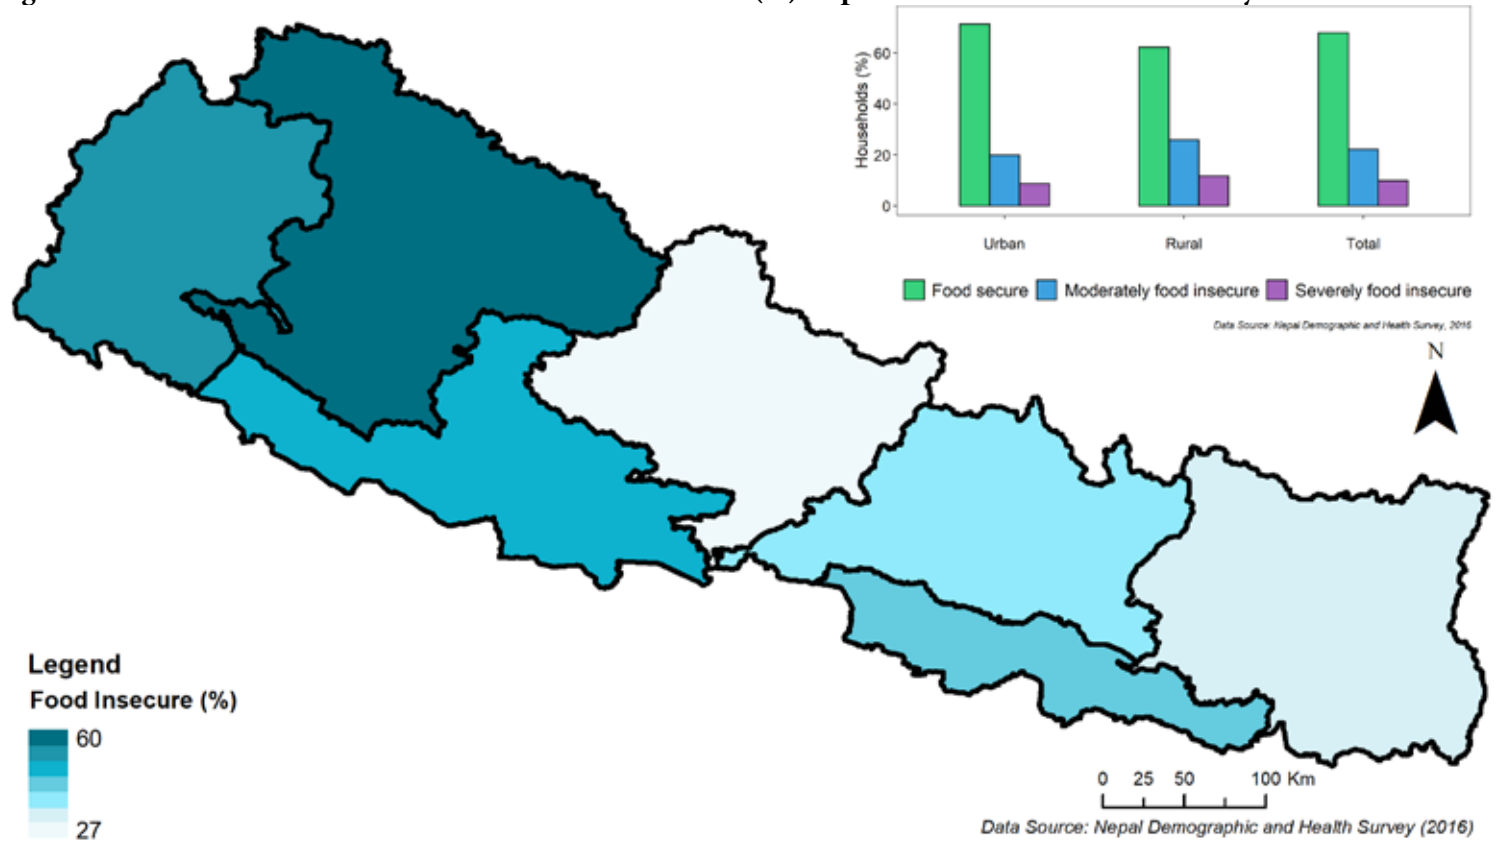 60
40
20
0
Households (%)
Urban Rural Total
Food secure Moderately food insecure Severely food insecure
Data Source: Nepal Demographic and Health Survey, 2016
N
Legend
Food Insecure (%)
60
27
0 25 50 100 Km
Data Source: Nepal Demographic and Health Survey (2016)